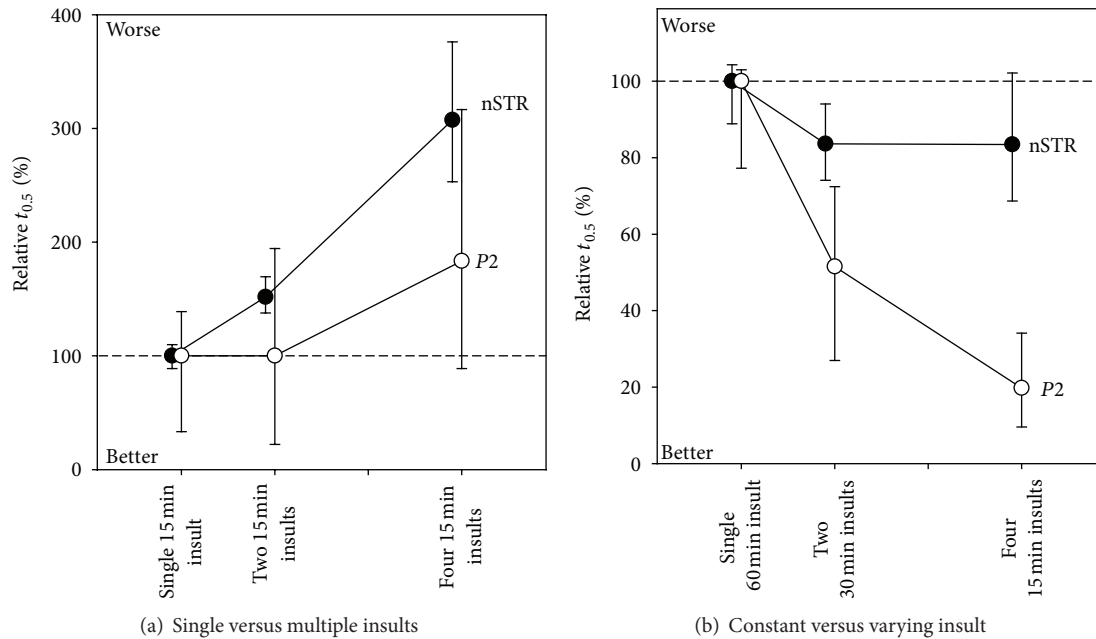 400
Worse
nSTR
300
Relative t0.5 (%)
200
P2
100
Better
0
Single 15 min
insult
Two 15 min
insults
Four 15 min
insults
(a) Single versus multiple insults
Worse
100
80
nSTR
60
Relative t0.5 (%)
40
20
P2
Better
0
Single
60 min insult
Two
30 min insults
Four
15 min insults
(b) Constant versus varying insult